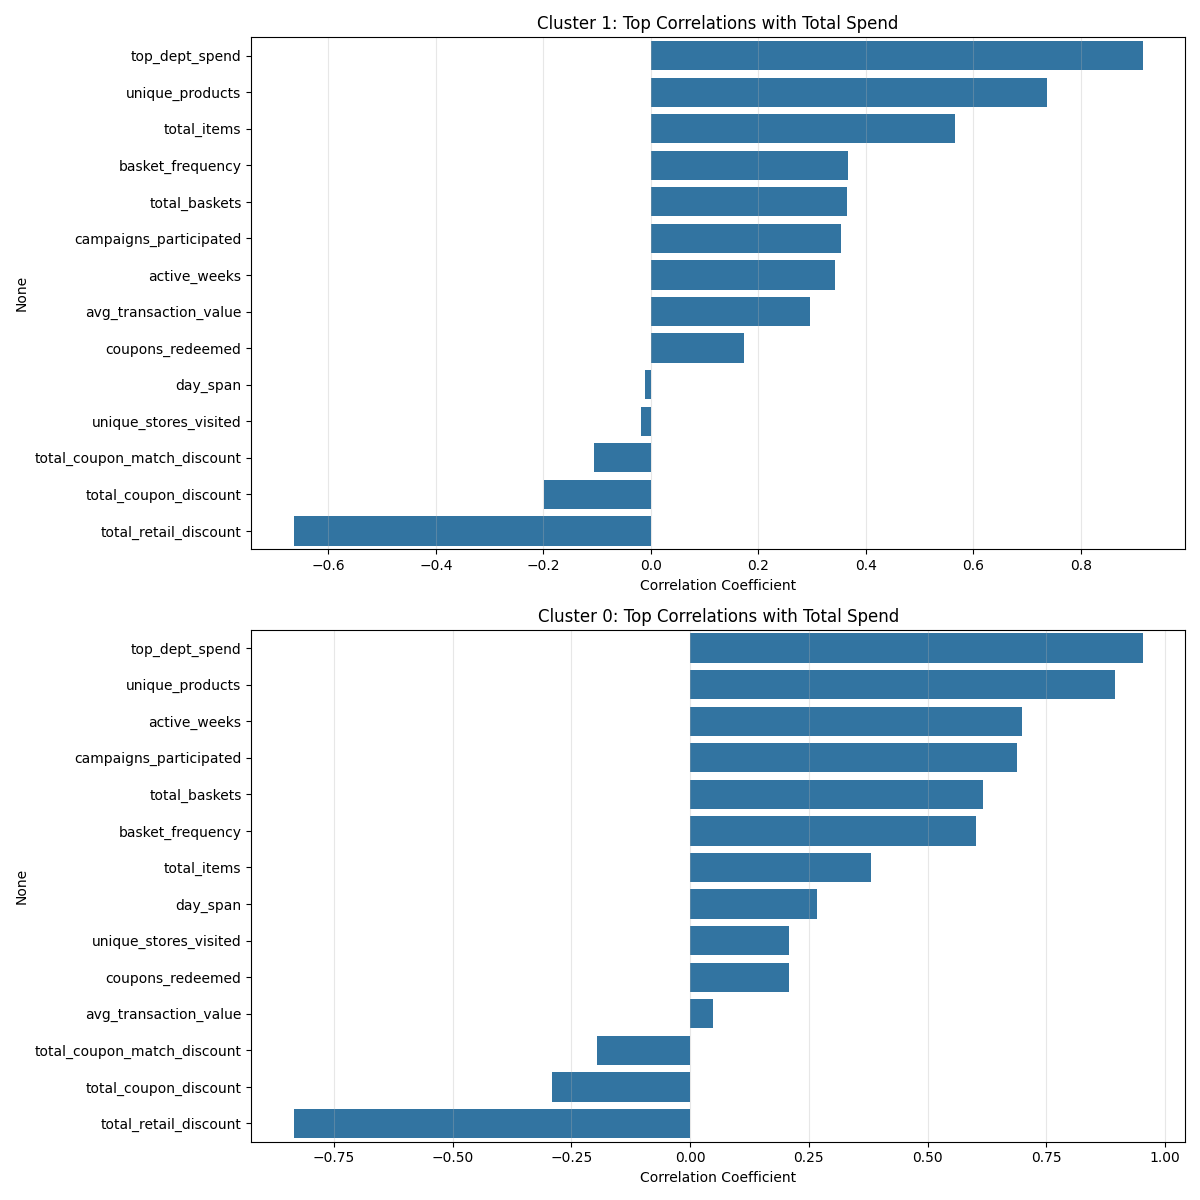 Cluster 1: Top Correlations with Total Spend
top_dept_spend
unique_products
total_items
basket_frequency
total_baskets
campaigns_participated
active_weeks
avg_transaction_value
coupons_redeemed
day_span
unique_stores_visited
total_coupon_match_discount
total_coupon_discount
total_retail_discount
None
−0.6 −0.4 −0.2 0.0 0.2 0.4 0.6 0.8
Correlation Coefficient
Cluster 0: Top Correlations with Total Spend
top_dept_spend
unique_products
active_weeks
campaigns_participated
total_baskets
basket_frequency
total_items
day_span
unique_stores_visited
coupons_redeemed
avg_transaction_value
total_coupon_match_discount
total_coupon_discount
total_retail_discount
None
−0.75 −0.50 −0.25 0.00 0.25 0.50 0.75 1.00
Correlation Coefficient